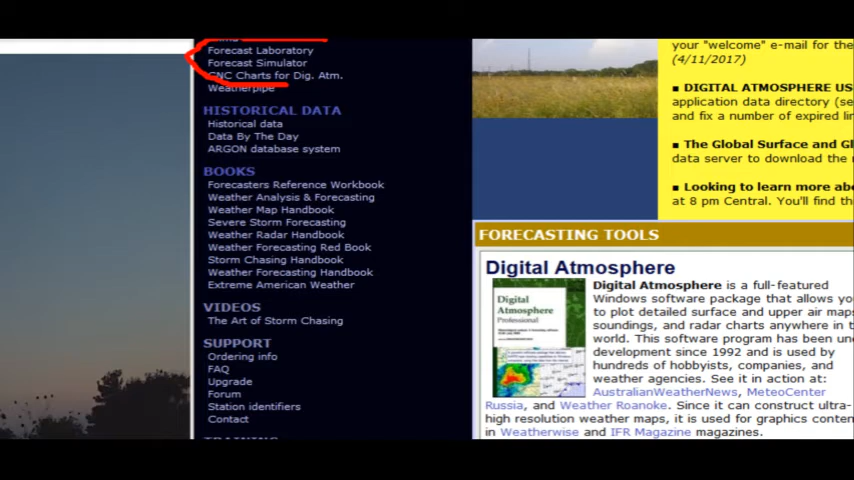 Forecast Laboratory
Forecast Simulator
GNC Charts for Dig. Atm.
Weatherpipe
HISTORICAL DATA
Historical data
Data By The Day
ARGON database system
BOOKS
Forecasters Reference Workbook
Weather Analysis & Forecasting
Weather Map Handbook
Severe Storm Forecasting
Weather Radar Handbook
Weather Forecasting Red Book
Storm Chasing Handbook
Weather Forecasting Handbook
Extreme American Weather
VIDEOS
The Art of Storm Chasing
SUPPORT
Ordering info
FAQ
Upgrade
Forum
Station identifiers
Contact
your "welcome" e-mail for the
(4/11/2017)
■ DIGITAL ATMOSPHERE US
application data directory (se
and fix a number of expired lin
■ The Global Surface and Gl
data server to download the
■ Looking to learn more abo
at 8 pm Central. You'll find th
FORECASTING TOOLS
Digital Atmosphere
Digital
Atmosphere
Professional
Digital Atmosphere is a full-featured
Windows software package that allows yo
to plot detailed surface and upper air maps
soundings, and radar charts anywhere in t
world. This software program has been un
development since 1992 and is used by
hundreds of hobbyists, companies, and
weather agencies. See it in action at:
AustralianWeatherNews, MeteoCenter
Russia, and Weather Roanoke. Since it can construct ultra-
high resolution weather maps, it is used for graphics conten
in Weatherwise and IFR Magazine magazines.